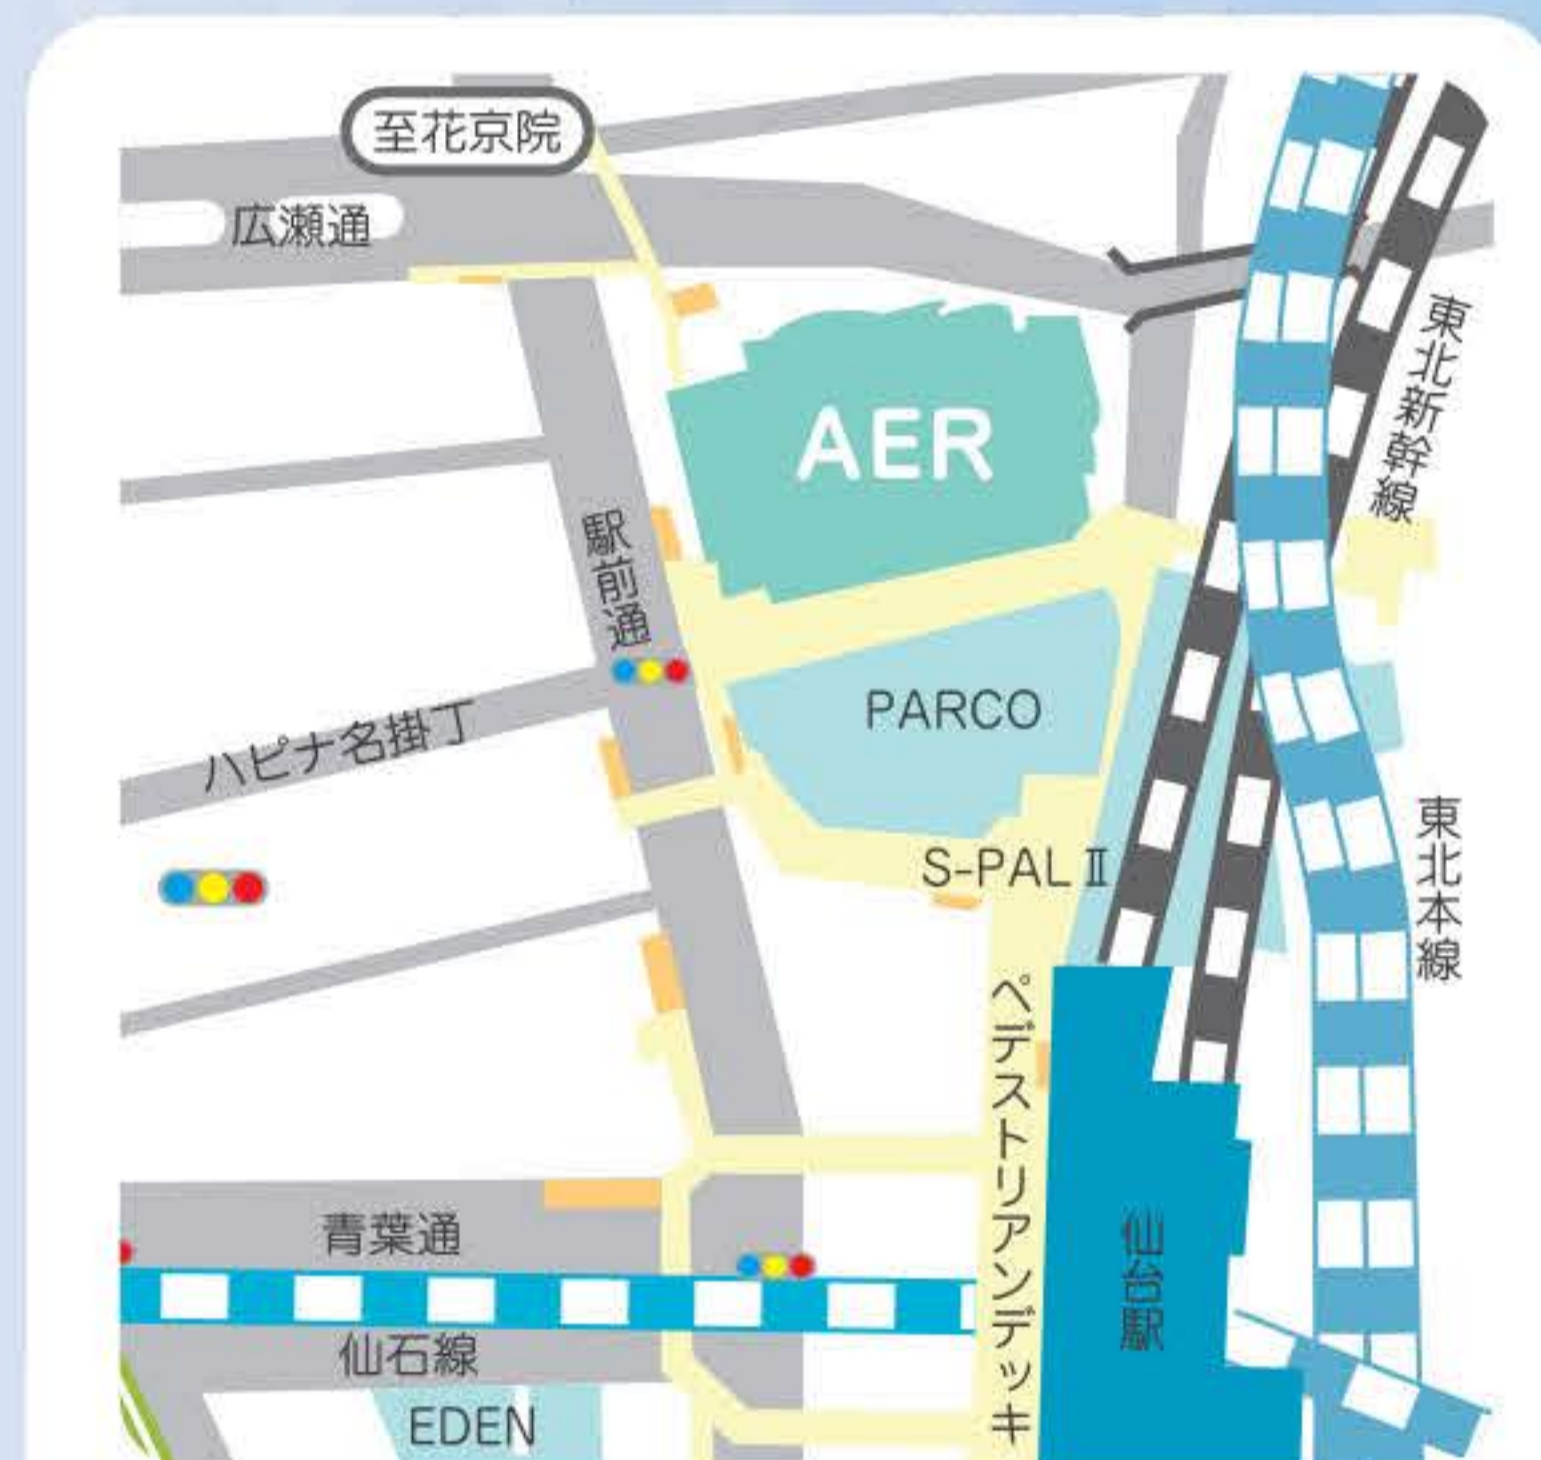 至花京院
広瀬通
東北新幹線
AER
駅前通
PARCO
ハピナ名掛丁
東北本線
S-PALⅡ
ペデストリアンデッキ
仙台駅
青葉通
仙石線
EDEN